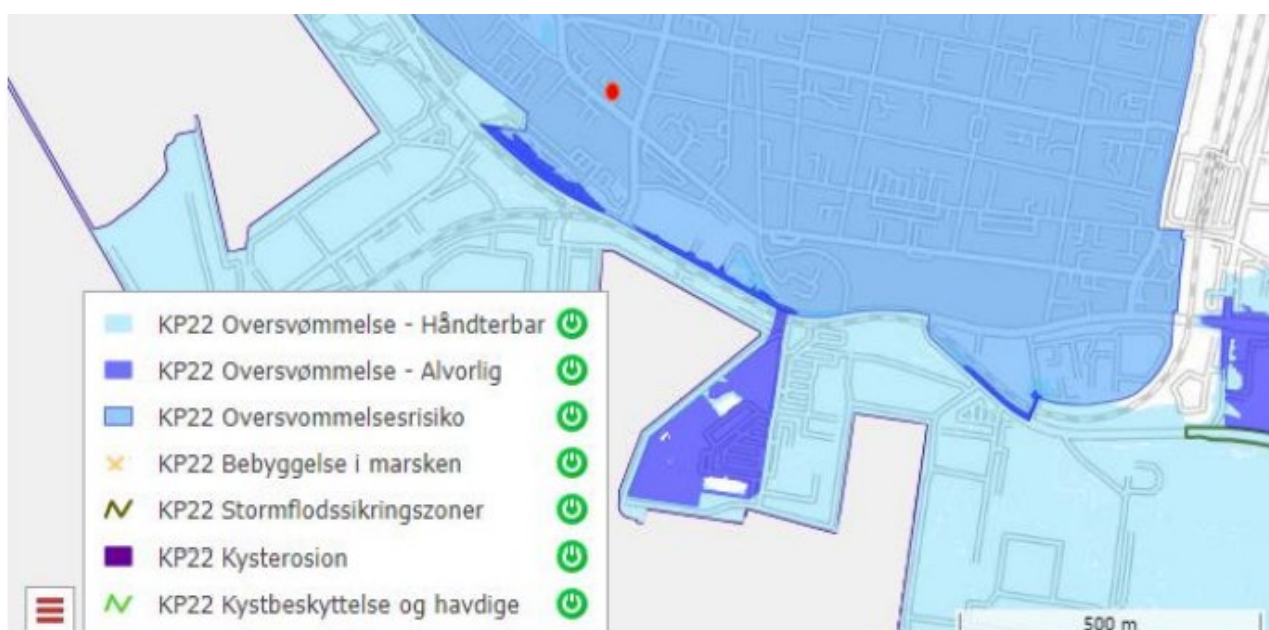 KP22 Oversvømmelse - Håndterbar
KP22 Oversvømmelse - Alvorlig
KP22 Oversvommelsesrisiko
KP22 Bebyggelse i marsken
KP22 Stormflodssikringszoner
KP22 Kysterosion
KP22 Kystbeskyttelse og havdige
500 m